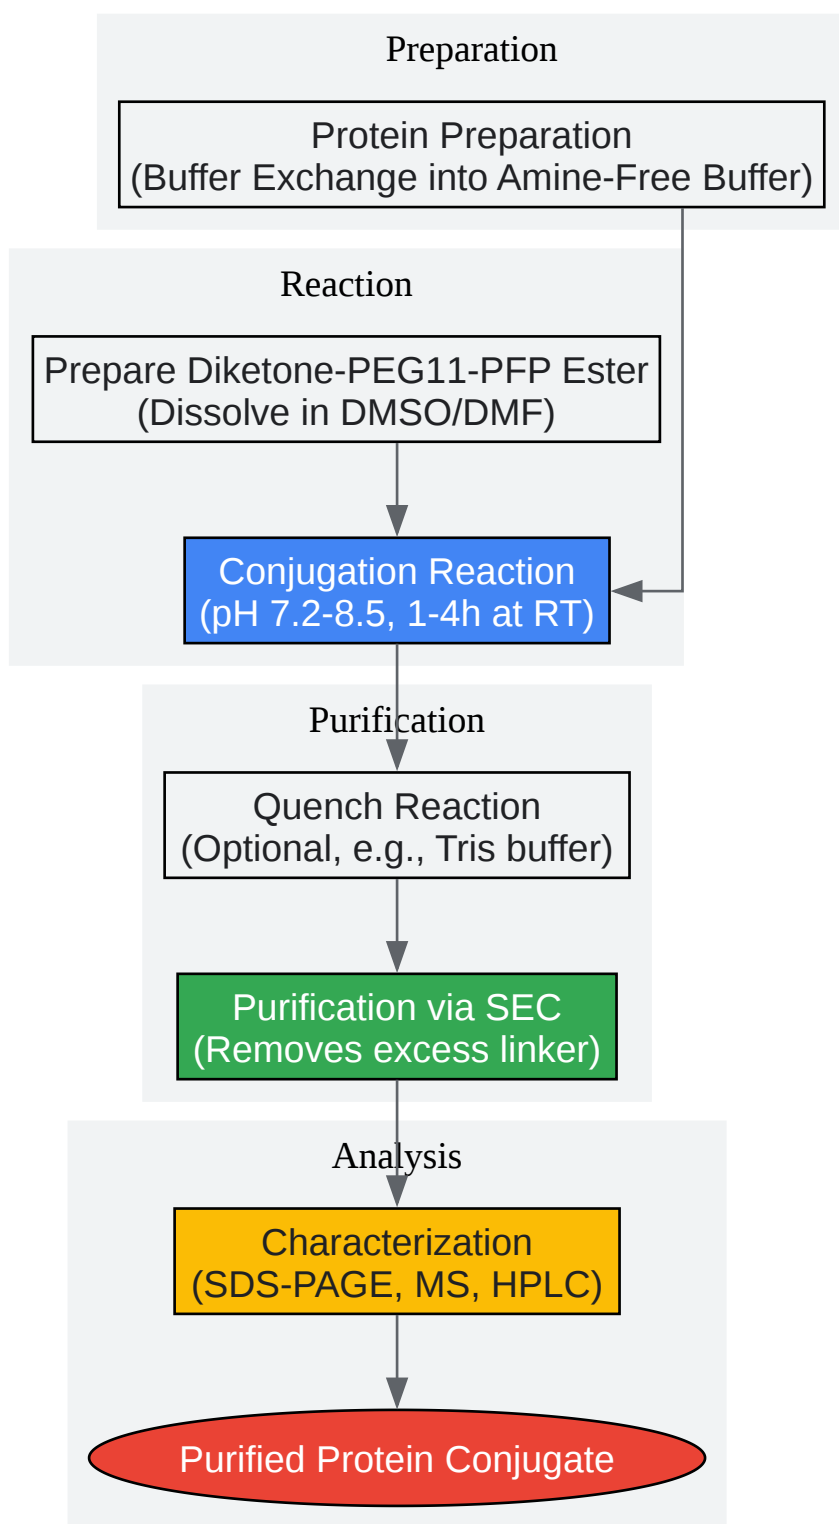 Preparation
Protein Preparation
(Buffer Exchange into Amine-Free Buffer)
Reaction
Prepare Diketone-PEG11-PFP Ester
(Dissolve in DMSO/DMF)
Conjugation Reaction
(pH 7.2-8.5, 1-4h at RT)
Purification
Quench Reaction
(Optional, e.g., Tris buffer)
Purification via SEC
(Removes excess linker)
Analysis
Characterization
(SDS-PAGE, MS, HPLC)
Purified Protein Conjugate